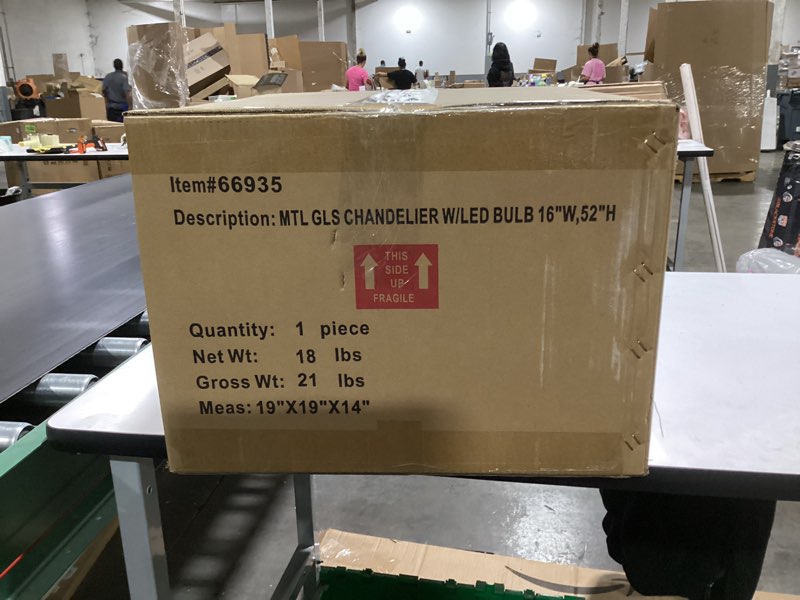 Item#66935
Description: MTL GLS CHANDELIER W/LED BULB 16"W,52"H
THIS
SIDE
UP
FRAGILE
Quantity: 1 piece
Net Wt: 18 lbs
Gross Wt: 21 lbs
Meas: 19"X19"X14"